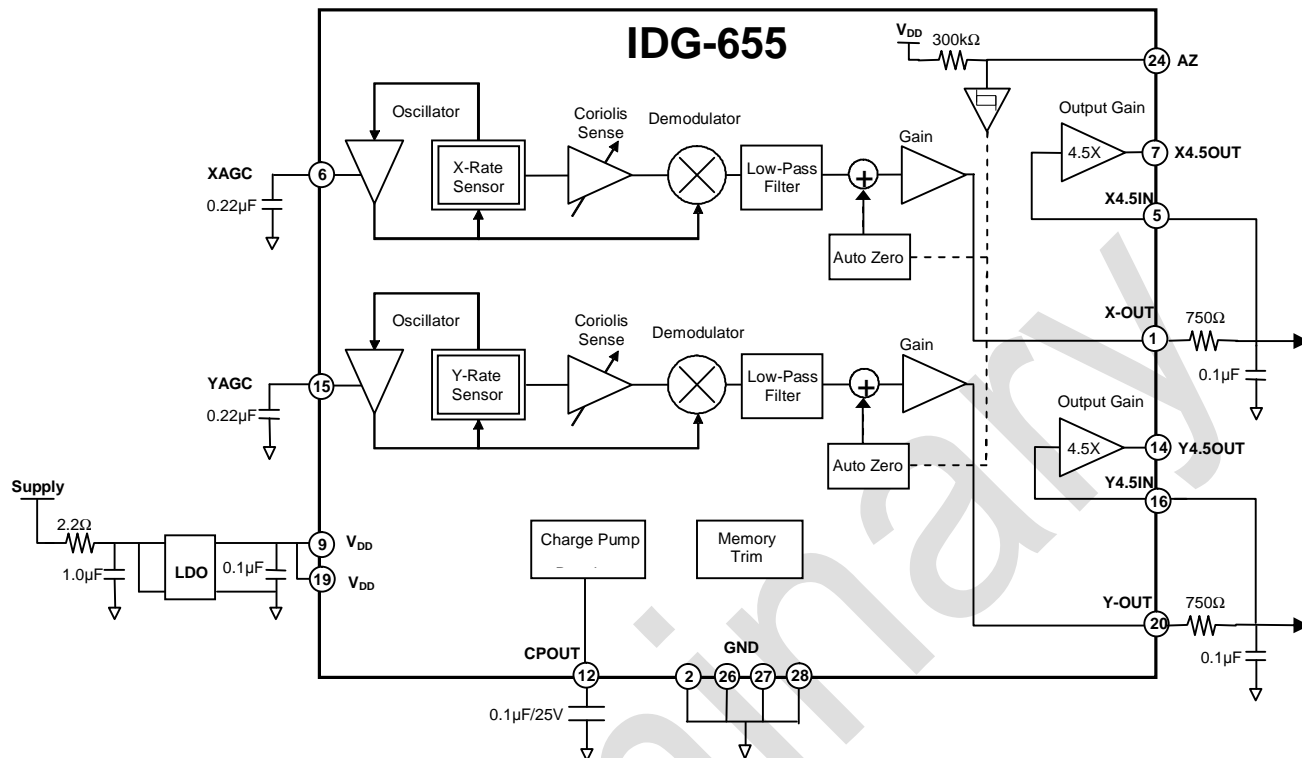 IDG-655
VDD
300kΩ
24
AZ
Oscillator
Coriolis
Sense
Demodulator
Gain
Output Gain
XAGC
6
X-Rate
Sensor
Low-Pass
Filter
+
4.5X
7
X4.5OUT
0.22µF
X4.5IN
5
Auto Zero
Oscillator
Coriolis
Sense
Demodulator
Gain
X-OUT
1
750Ω
0.1µF
YAGC
15
Y-Rate
Sensor
Low-Pass
Filter
+
0.22µF
Output Gain
4.5X
14
Y4.5OUT
Auto Zero
Y4.5IN
16
Supply
2.2Ω
1.0µF
LDO
0.1µF
9
VDD
19
VDD
Charge Pump
Memory
Trim
Y-OUT
20
750Ω
0.1µF
CPOUT
12
GND
2
26
27
28
0.1µF/25V
inary